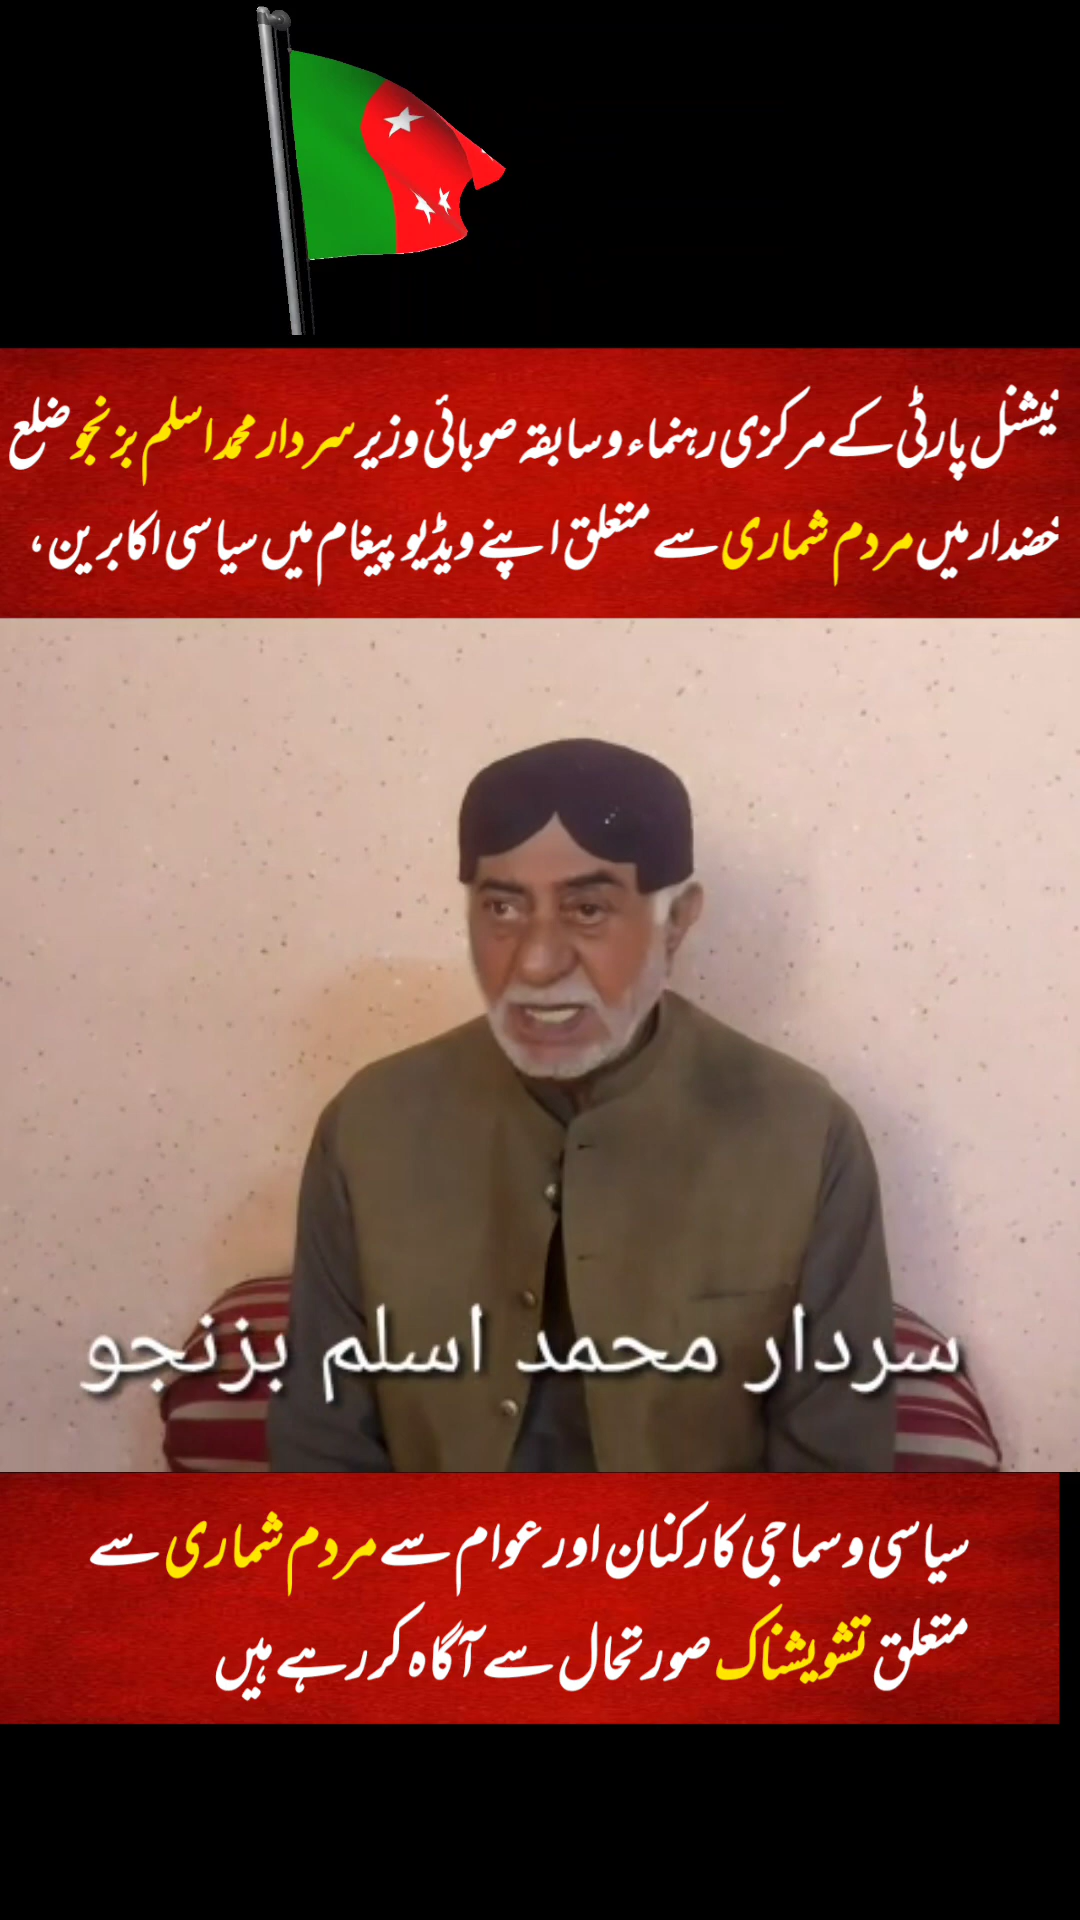 نیشنل پارٹی کے مرکزی رہنماء و سابقہ صوبائی وزیر سردار محمد اسلم بزنجو ضلع
خضدار میں مردم شماری سے متعلق اپنے ویڈیو پیغام میں سیاسی اکابرین،
سردار محمد اسلم بزنجو
سیاسی و سماجی کارکنان اور عوام سے مردم شماری سے
متعلق تشویشناک صورتحال سے آگاہ کررہے ہیں